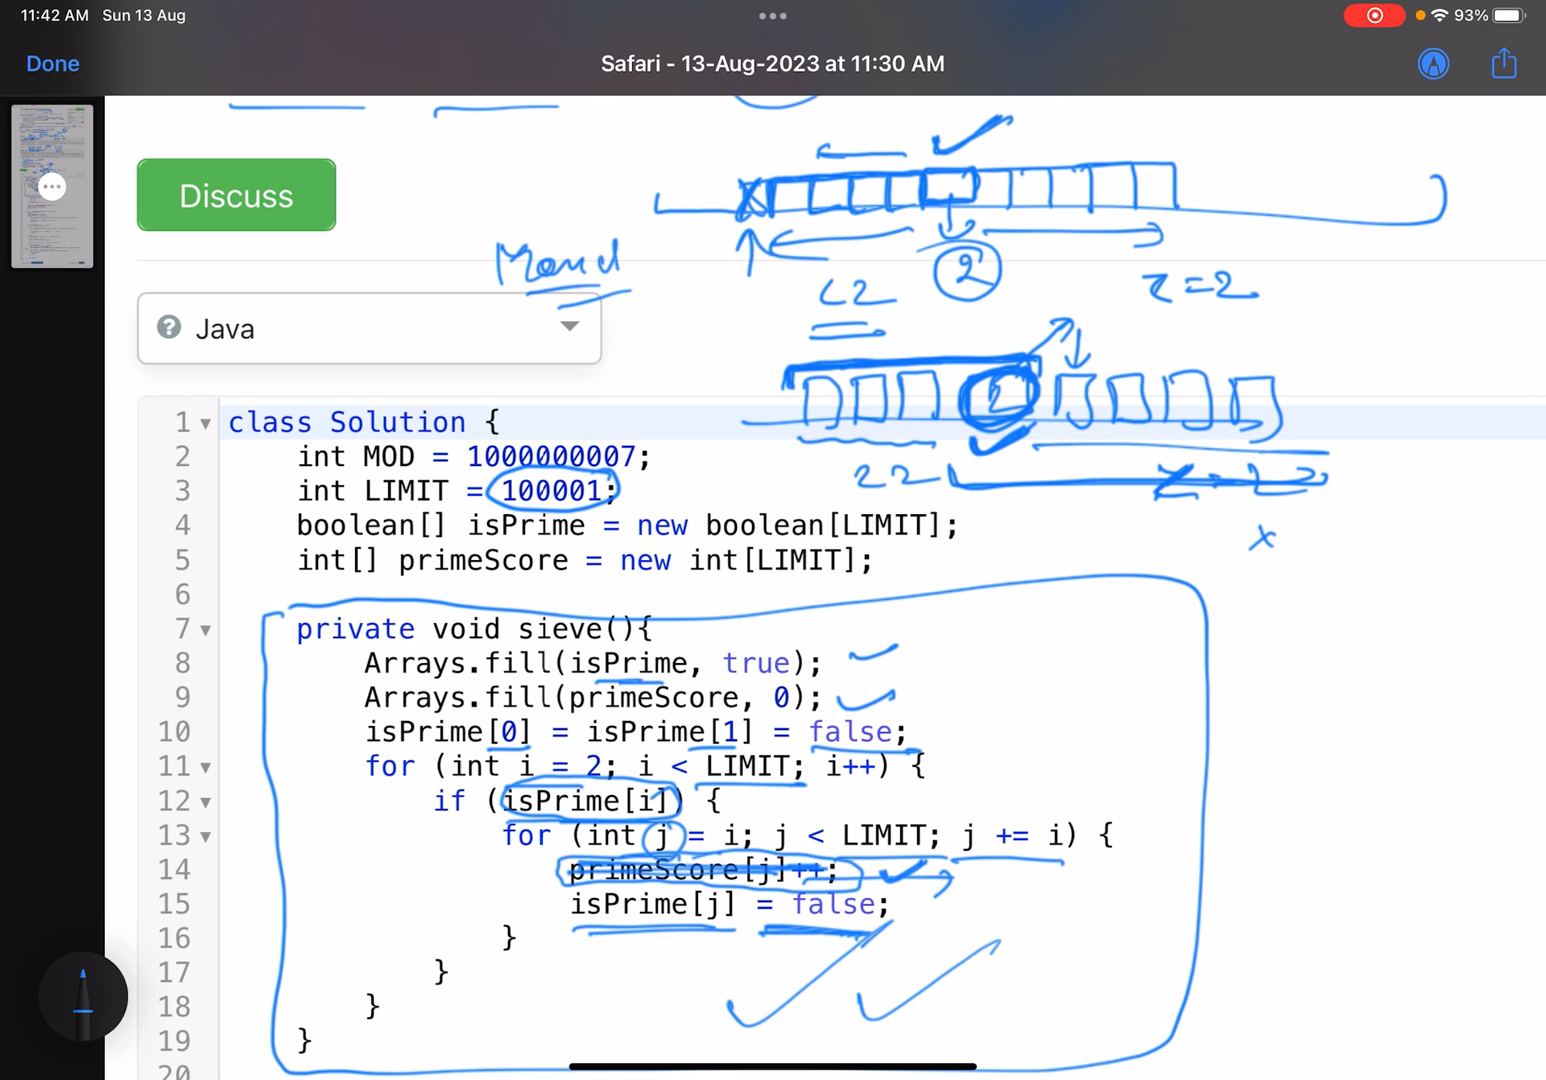 11:42 AM Sun 13 Aug
93%
Done
Safari - 13-Aug-2023 at 11:30 AM
Discuss
2
<2
z=2
? Java
22
x
1 class Solution {
2 int MOD = 1000000007;
3 int LIMIT = 100001;
4 boolean[] isPrime = new boolean[LIMIT];
5 int[] primeScore = new int[LIMIT];
6
7 private void sieve(){
8 Arrays.fill(isPrime, true);
9 Arrays.fill(primeScore, 0);
10 isPrime[0] = isPrime[1] = false;
11 for (int i = 2; i < LIMIT; i++) {
12 if (isPrime[i]) {
13 for (int j = i; j < LIMIT; j += i) {
14 primeScore[j]++;
15 isPrime[j] = false;
16 }
17 }
18 }
19 }
20